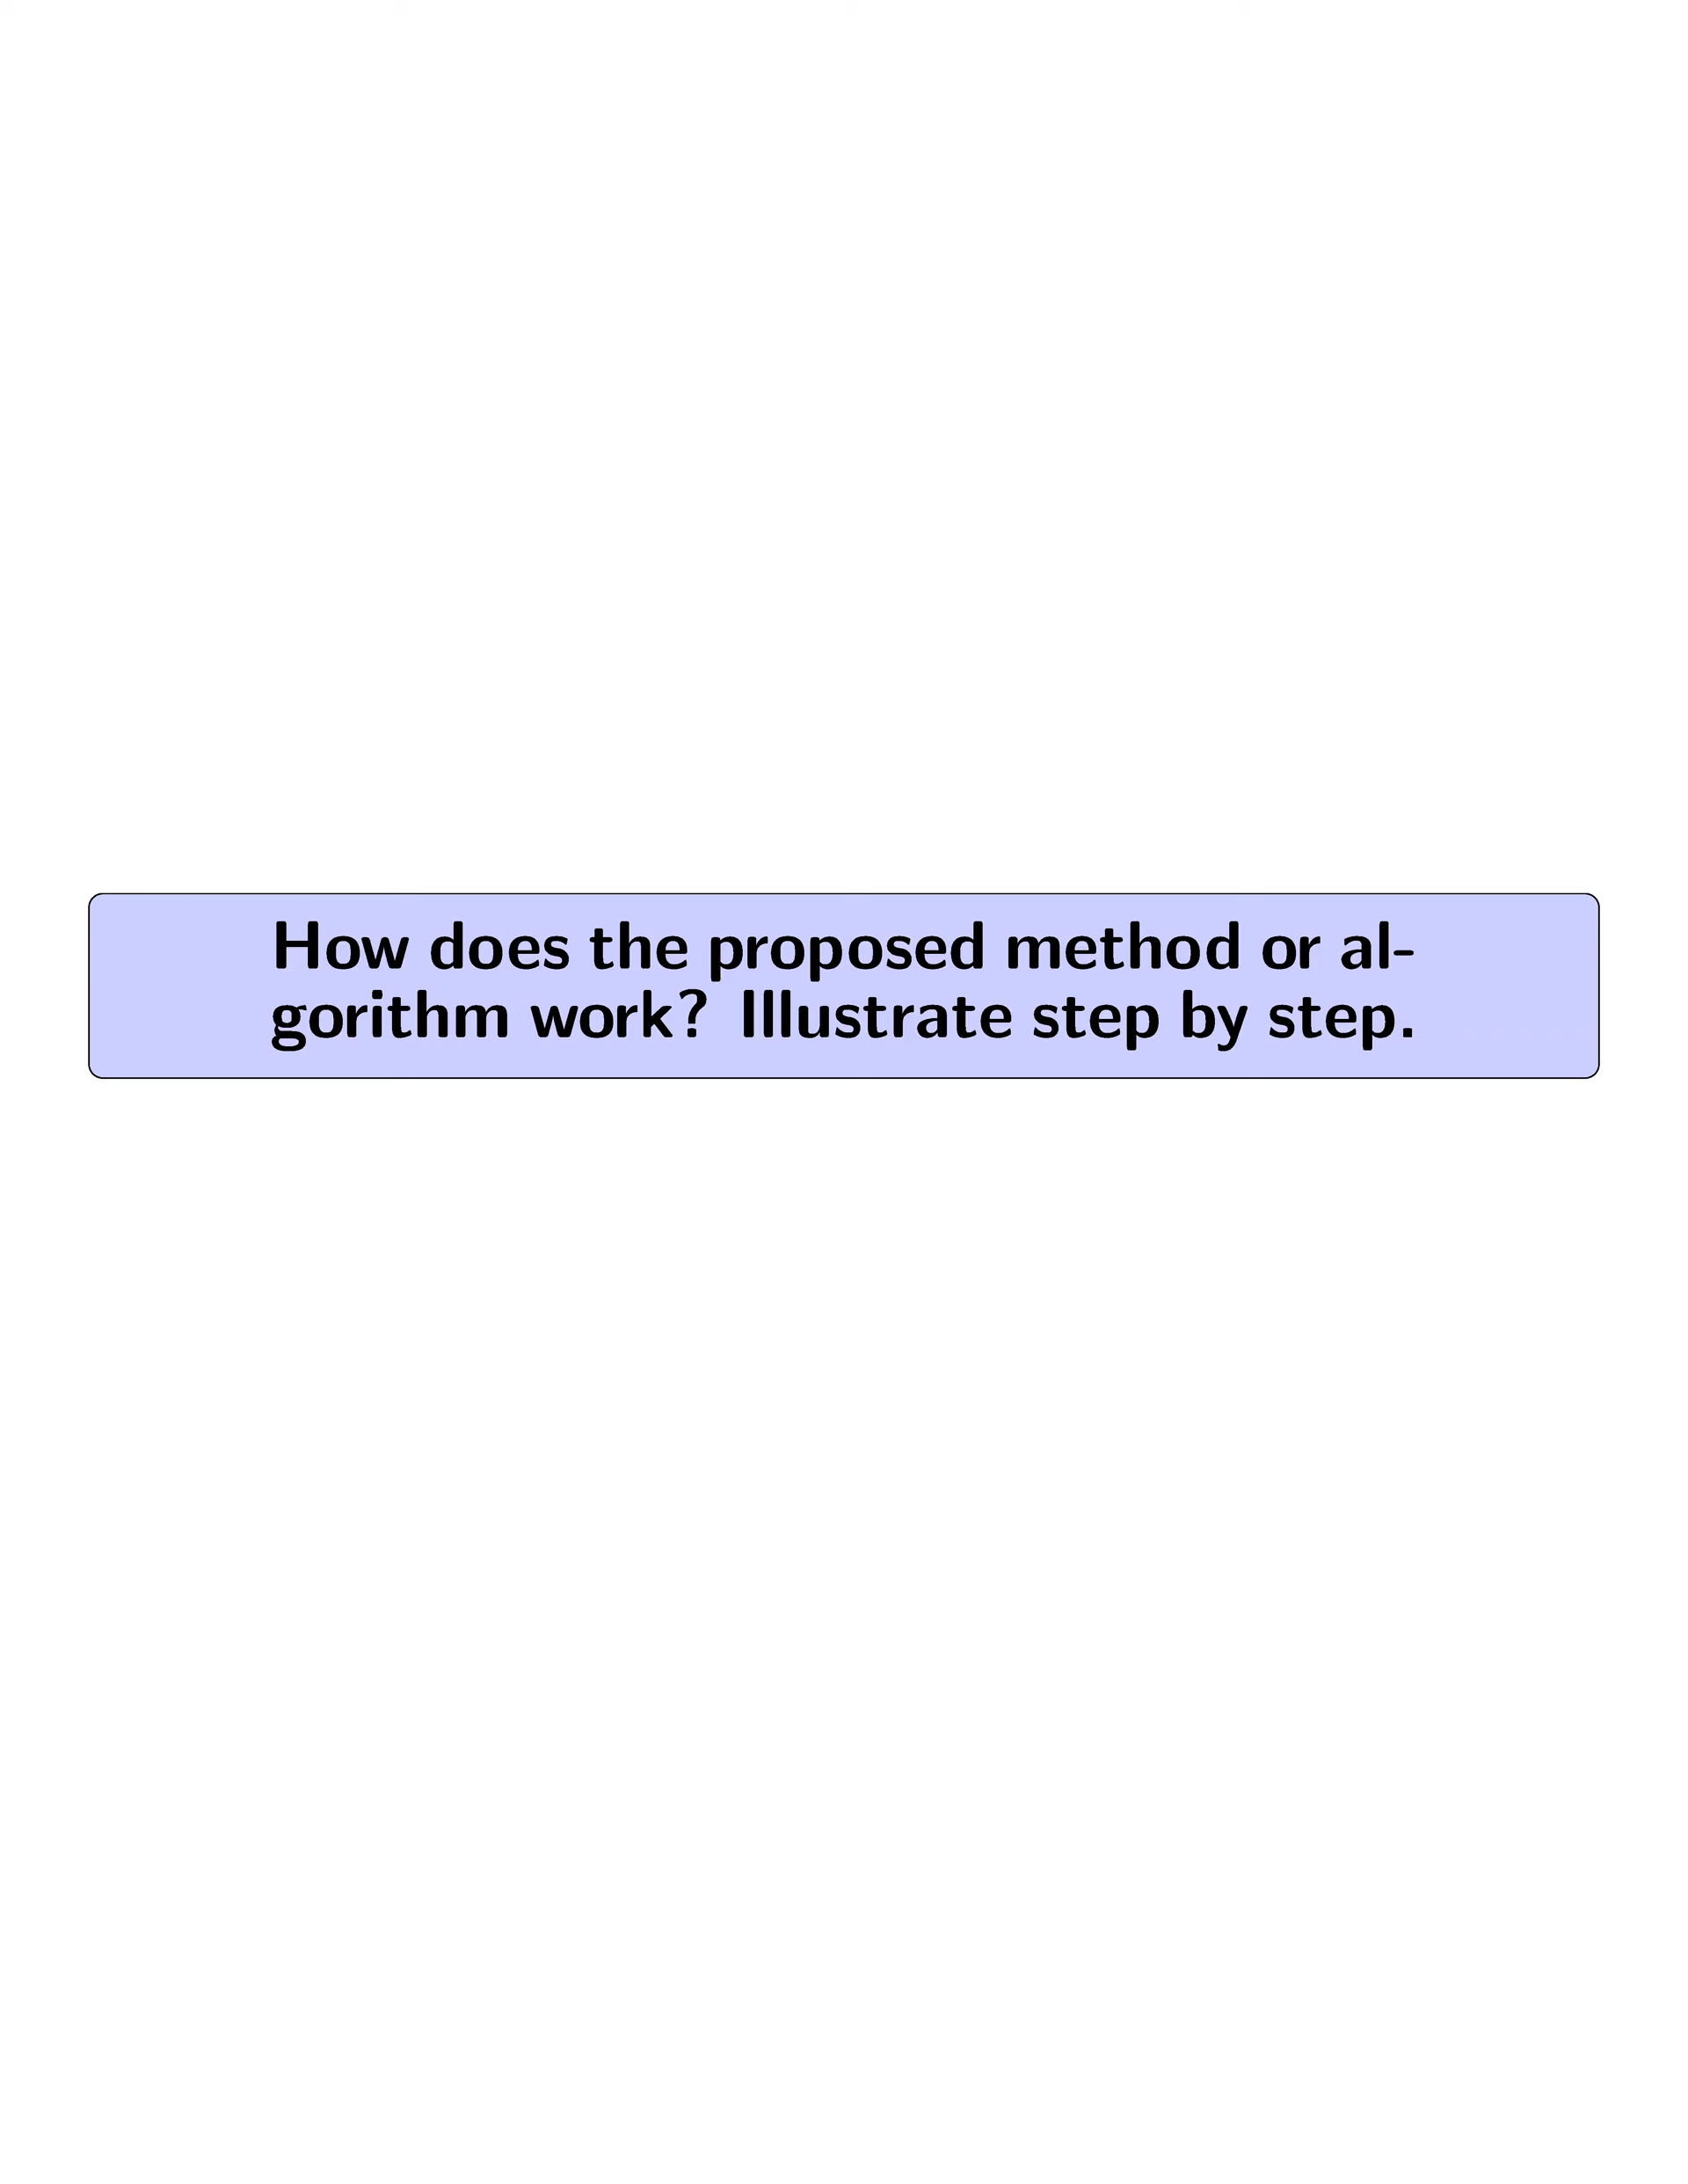 How does the proposed method or al-
gorithm work? Illustrate step by step.